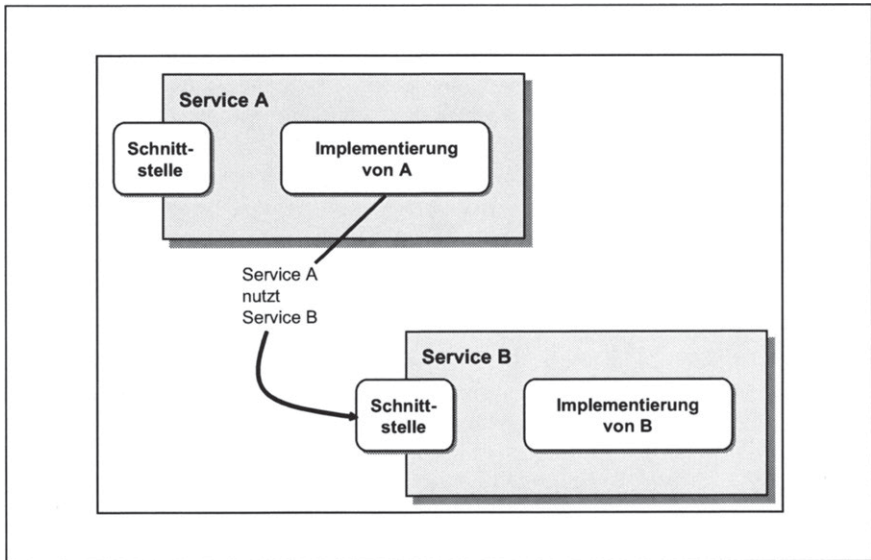 Service A
Schnitt-
stelle
Implementierung
von A
Service A
nutzt
Service B
Service B
Schnitt-
stelle
Implementierung
von B